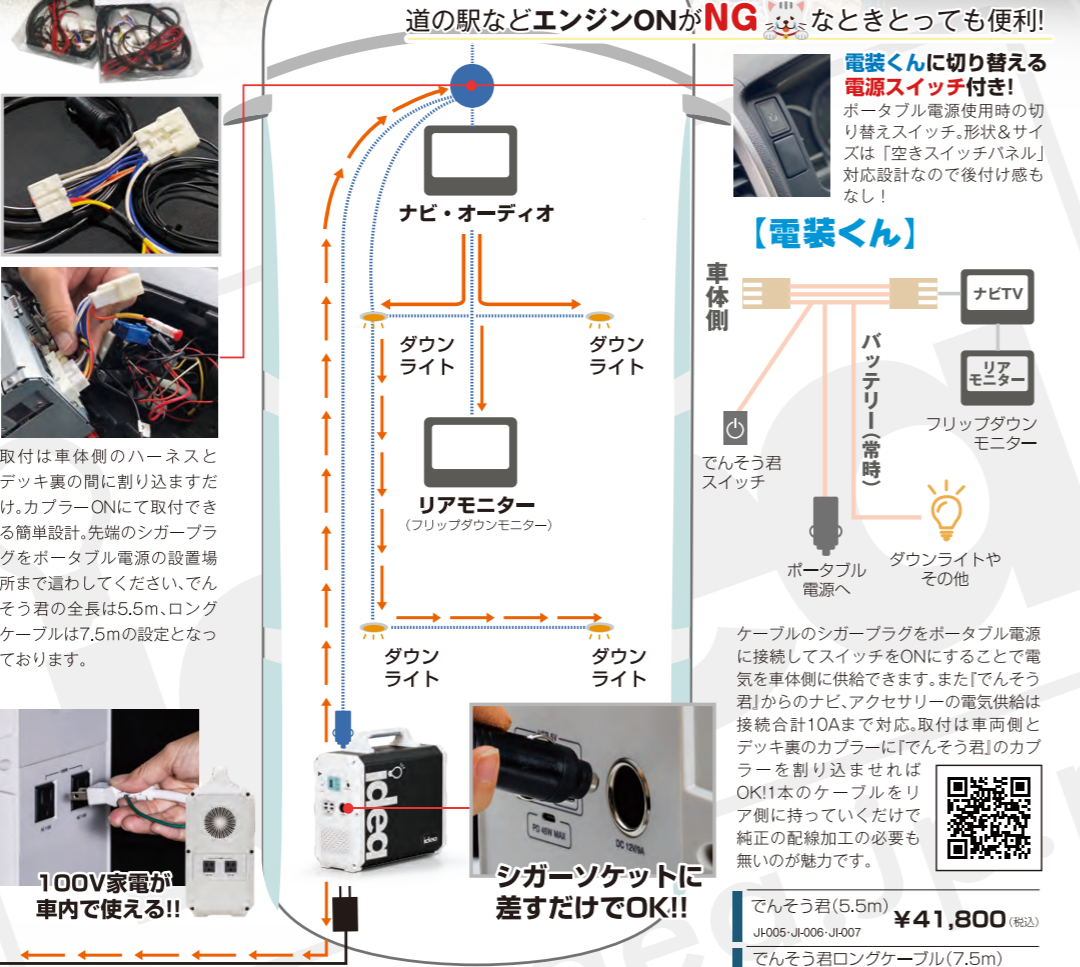 道の駅などエンジンONがNGなときとっても便利!
電装くんに切り替える
電源スイッチ付き!
ポータブル電源使用時の切
り替えスイッチ。形状&サイ
ズは「空きスイッチパネル」
対応設計なので後付け感も
なし!
ナビ・オーディオ
ダウン
ライト
ダウン
ライト
リアモニター
(フリップダウンモニター)
ダウン
ライト
ダウン
ライト
【電装くん】
車体側
ナビTV
リア
モニター
フリップダウン
モニター
バッテリー(常時)
でんそう君
スイッチ
ポータブル
電源へ
ダウンライトや
その他
取付は車体側のハーネスと
デッキ裏の間に割り込ますだ
け。カプラーONにて取付でき
る簡単設計。先端のシガープラ
グをポータブル電源の設置場
所まで這わしてください、でん
そう君の全長は5.5m、ロング
ケーブルは7.5mの設定となっ
ております。
100V家電が
車内で使える!!
idea
PD 45W MAX
DC 12V/9A
シガーソケットに
差すだけでOK!!
ケーブルのシガープラグをポータブル電源
に接続してスイッチをONにすることで電
気を車体側に供給できます。また『でんそう
君』からのナビ、アクセサリーの電気供給は
接続合計10Aまで対応。取付は車両側と
デッキ裏のカプラーに『でんそう君』のカプ
ラーを割り込ませれば
OK!1本のケーブルをリ
ア側に持っていくだけで
純正の配線加工の必要も
無いのが魅力です。
でんそう君(5.5m)
JI-005・JI-006・JI-007
¥41,800(税込)
でんそう君ロングケーブル(7.5m)